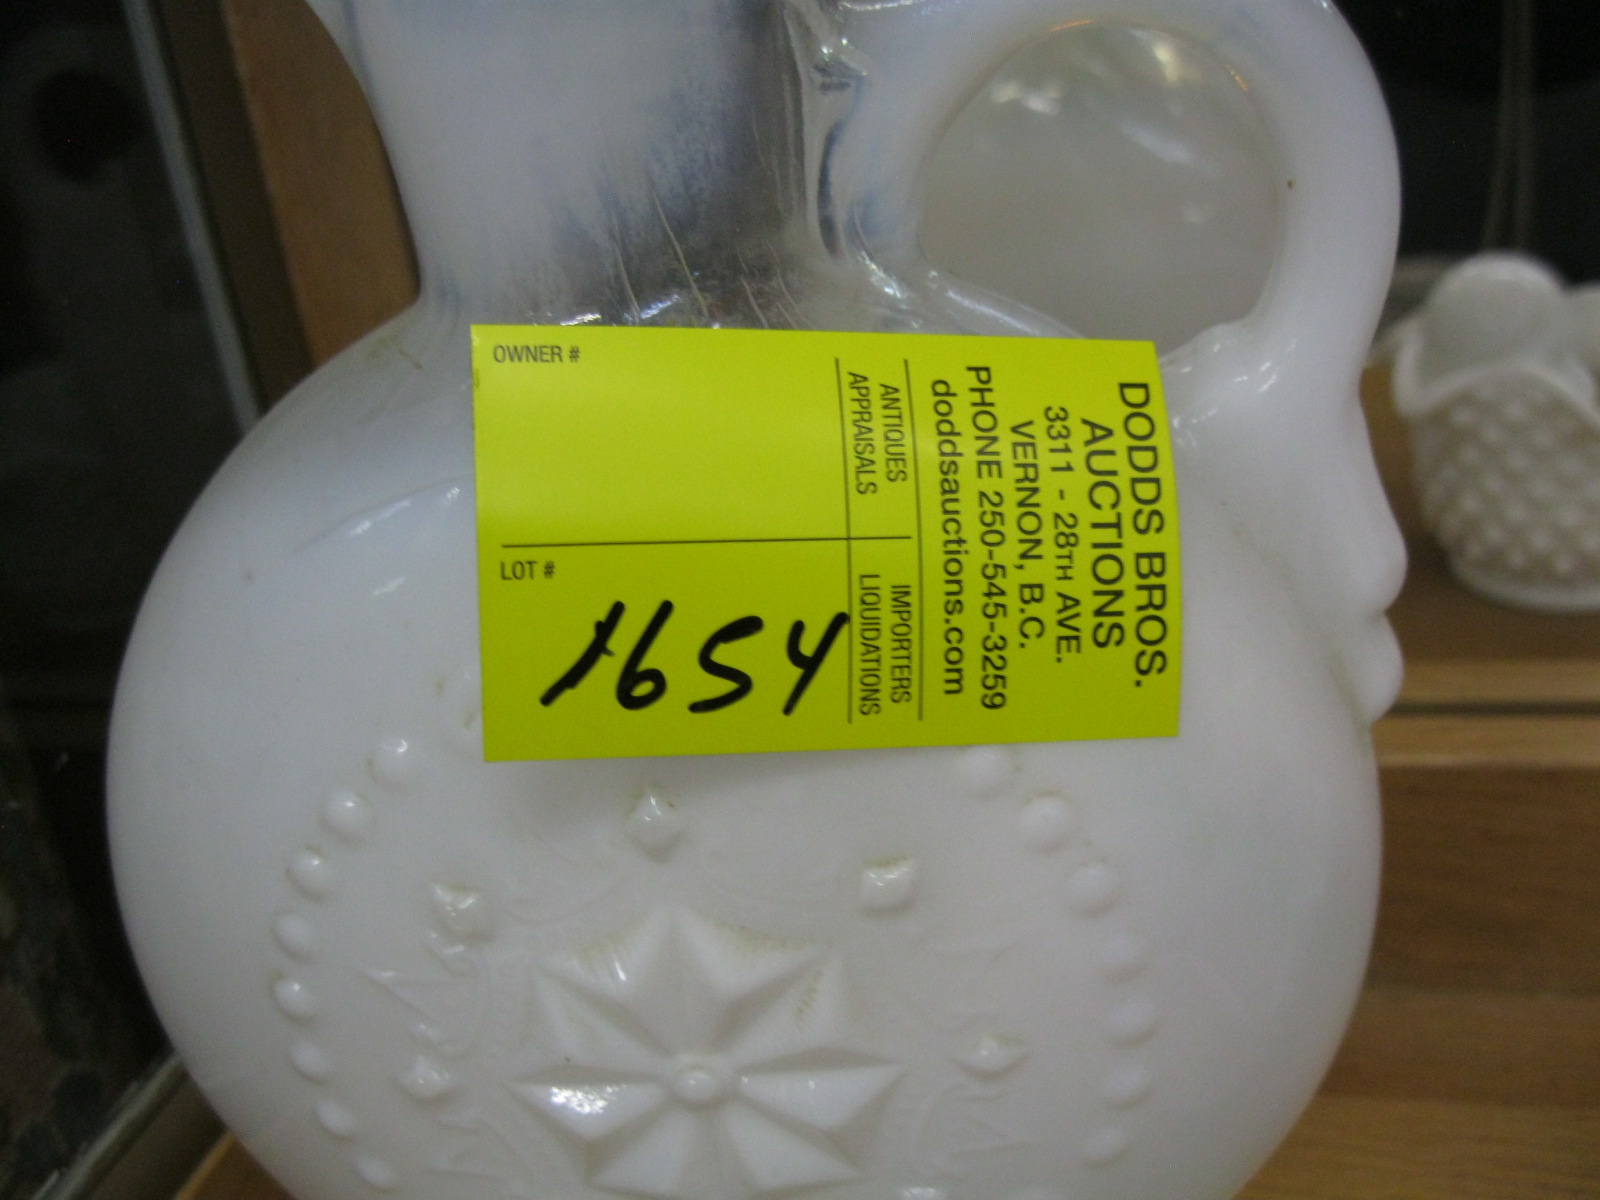 DODDS BROS.
AUCTIONS
3311 - 28TH AVE.
VERNON, B.C.
PHONE 250-545-3259
doddsauctions.com
ANTIQUES
APPRAISALS
IMPORTERS
LIQUIDATIONS
OWNER #
LOT #
1654